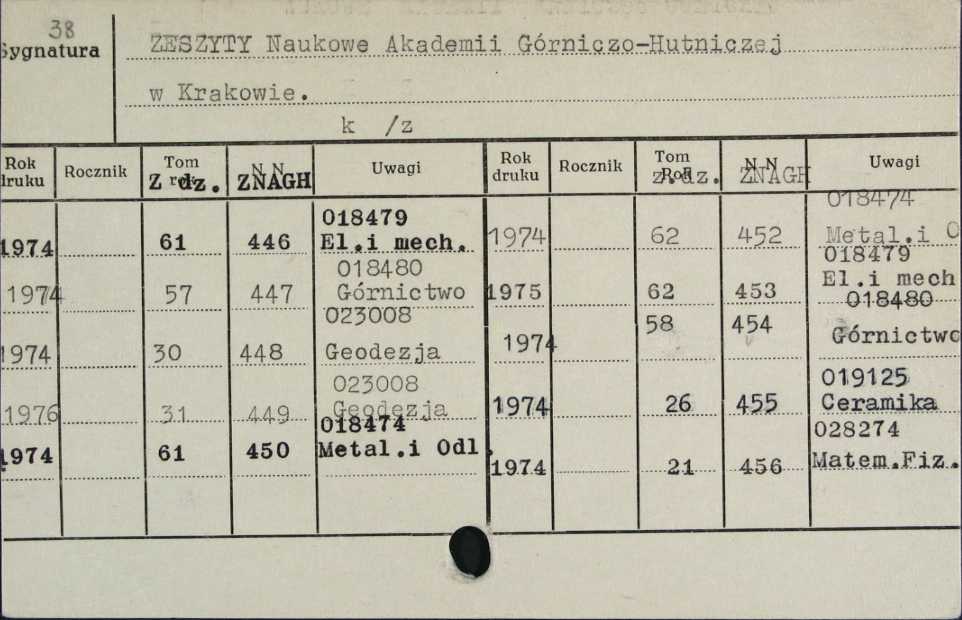 38
Sygnatura
ZESZYTY Naukowe Akademii Górniczo-Hutniczej
w Krakowie.
k /z
Rok druku Rocznik Tom Z dz. N N ZNAGH Uwagi Rok druku Rocznik Tom Rok z.dz. N N ZNAGH Uwagi
018479 018474
1974 61 446 El.i mech. 1974 62 452 Metal.i O
018480 018479
1974 57 447 Górnictwo 1975 62 453 El.i mech
023008 018480
1974 30 448 Geodezja 1974 58 454 Górnictwo
023008 019125
1976 31 449 Geodezja 1974 26 455 Ceramika
018474 028274
1974 61 450 Metal.i Odl. 1974 21 456 Matem.Fiz.